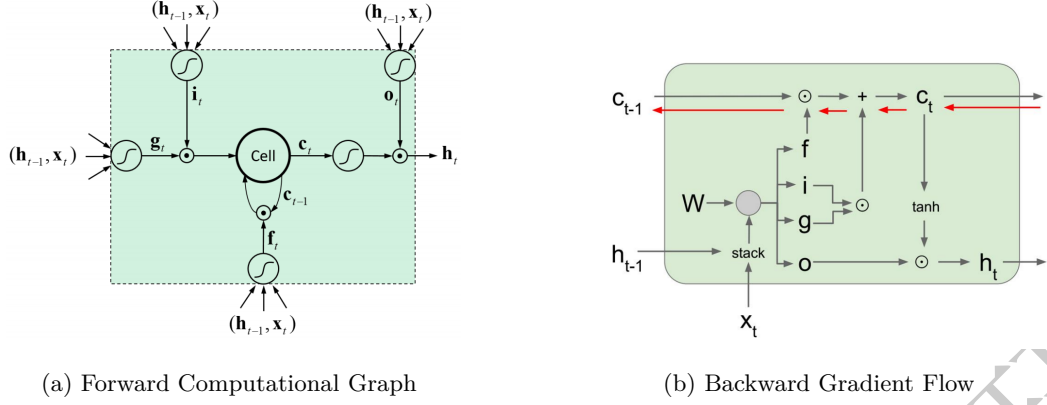 (h_{t-1}, x_t)
(h_{t-1}, x_t)
i_t
o_t
(h_{t-1}, x_t)
g_t
Cell
c_t
h_t
c_{t-1}
f_t
(h_{t-1}, x_t)
(a) Forward Computational Graph
c_{t-1}
⊙
+
c_t
f
i
W
g
⊙
tanh
h_{t-1}
stack
o
⊙
h_t
x_t
(b) Backward Gradient Flow